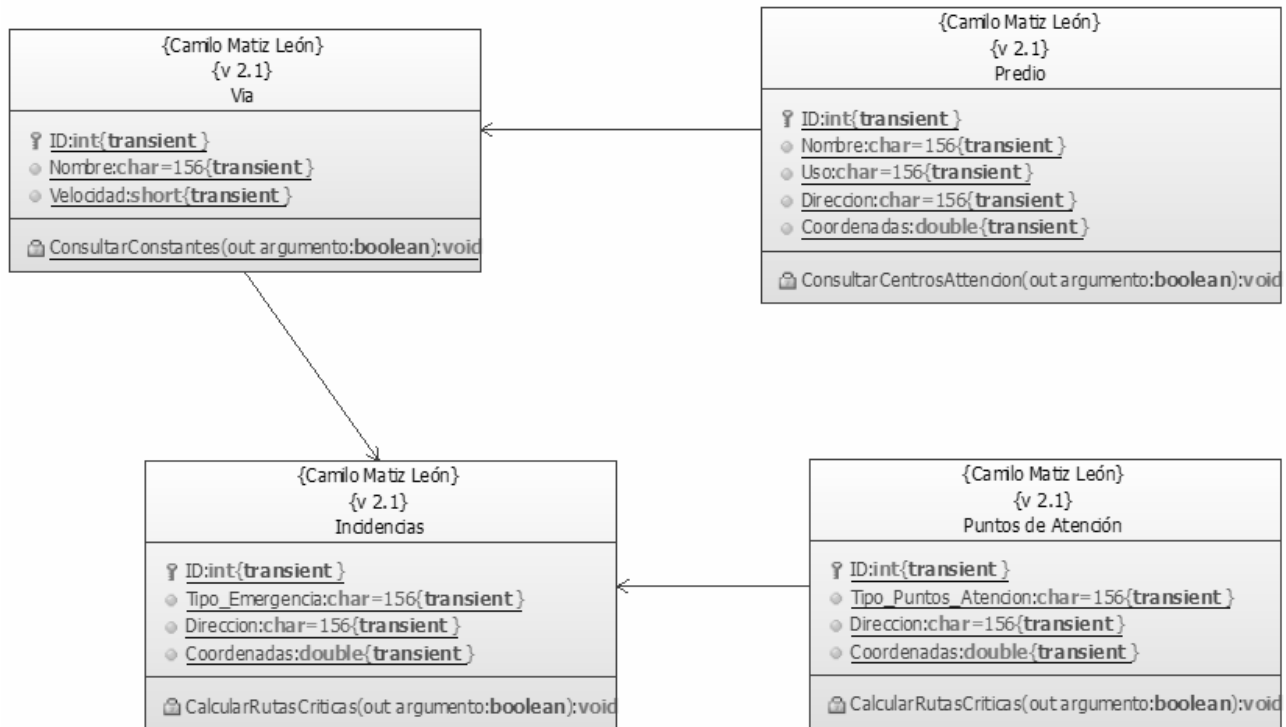 {Camilo Matiz León}
{v 2.1}
Via
ID:int{transient }
Nombre:char=156{transient }
Velocidad:short{transient }
ConsultarConstantes(out argumento:boolean):void
{Camilo Matiz León}
{v 2.1}
Predio
ID:int{transient }
Nombre:char=156{transient }
Uso:char=156{transient }
Direccion:char=156{transient }
Coordenadas:double{transient }
ConsultarCentrosAttencion(out argumento:boolean):void
{Camilo Matiz León}
{v 2.1}
Incidencias
ID:int{transient }
Tipo_Emergencia:char=156{transient }
Direccion:char=156{transient }
Coordenadas:double{transient }
CalcularRutasCriticas(out argumento:boolean):void
{Camilo Matiz León}
{v 2.1}
Puntos de Atención
ID:int{transient }
Tipo_Puntos_Atencion:char=156{transient }
Direccion:char=156{transient }
Coordenadas:double{transient }
CalcularRutasCriticas(out argumento:boolean):void